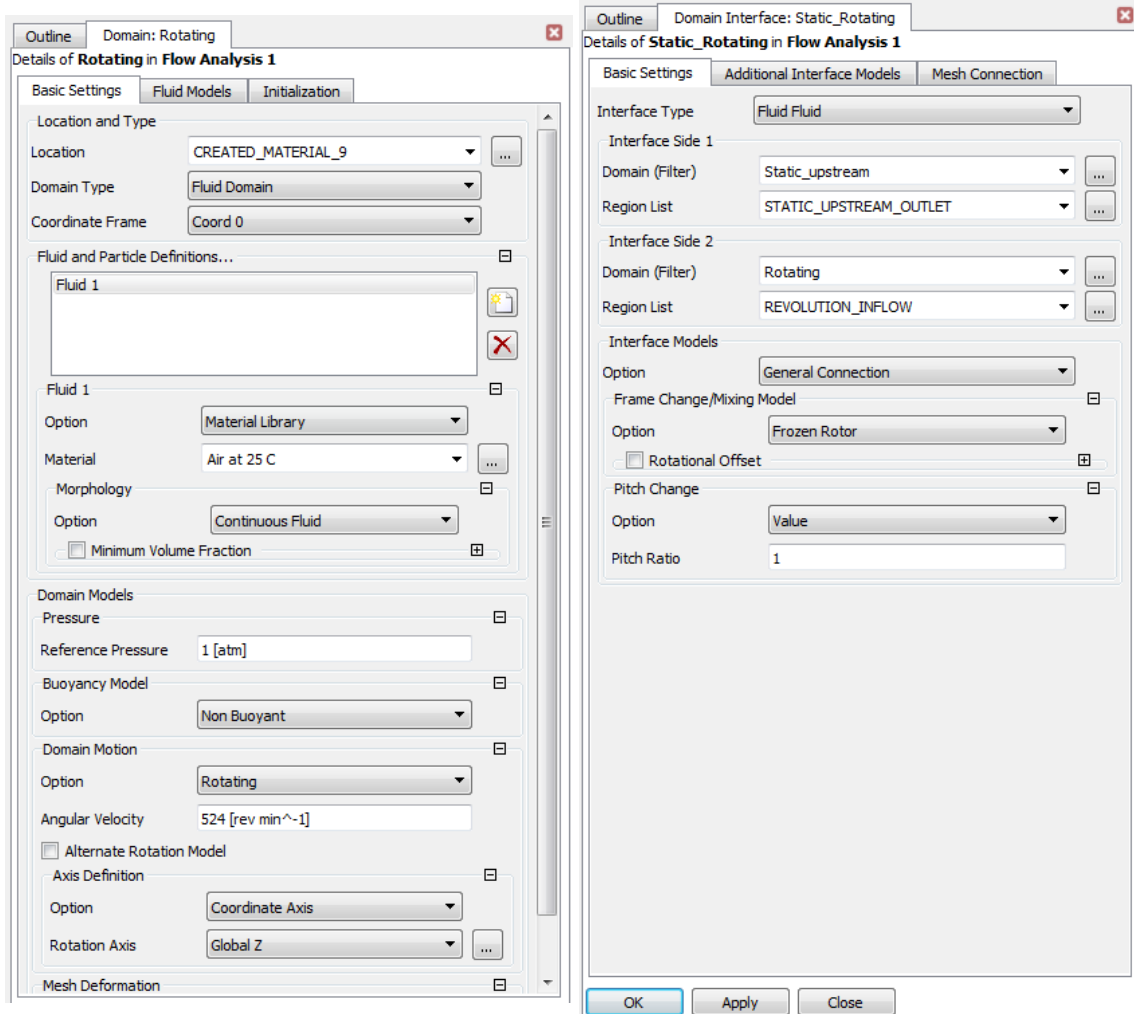 Outline
Domain: Rotating
Details of Rotating in Flow Analysis 1
Basic Settings
Fluid Models
Initialization
Location and Type
Location
CREATED_MATERIAL_9
...
Domain Type
Fluid Domain
Coordinate Frame
Coord 0
Fluid and Particle Definitions...
Fluid 1
Fluid 1
Option
Material Library
Material
Air at 25 C
...
Morphology
Option
Continuous Fluid
Minimum Volume Fraction
Domain Models
Pressure
Reference Pressure
1 [atm]
Buoyancy Model
Option
Non Buoyant
Domain Motion
Option
Rotating
Angular Velocity
524 [rev min^-1]
Alternate Rotation Model
Axis Definition
Option
Coordinate Axis
Rotation Axis
Global Z
...
Mesh Deformation
Outline
Domain Interface: Static_Rotating
Details of Static_Rotating in Flow Analysis 1
Basic Settings
Additional Interface Models
Mesh Connection
Interface Type
Fluid Fluid
Interface Side 1
Domain (Filter)
Static_upstream
...
Region List
STATIC_UPSTREAM_OUTLET
...
Interface Side 2
Domain (Filter)
Rotating
...
Region List
REVOLUTION_INFLOW
...
Interface Models
Option
General Connection
Frame Change/Mixing Model
Option
Frozen Rotor
Rotational Offset
Pitch Change
Option
Value
Pitch Ratio
1
OK
Apply
Close